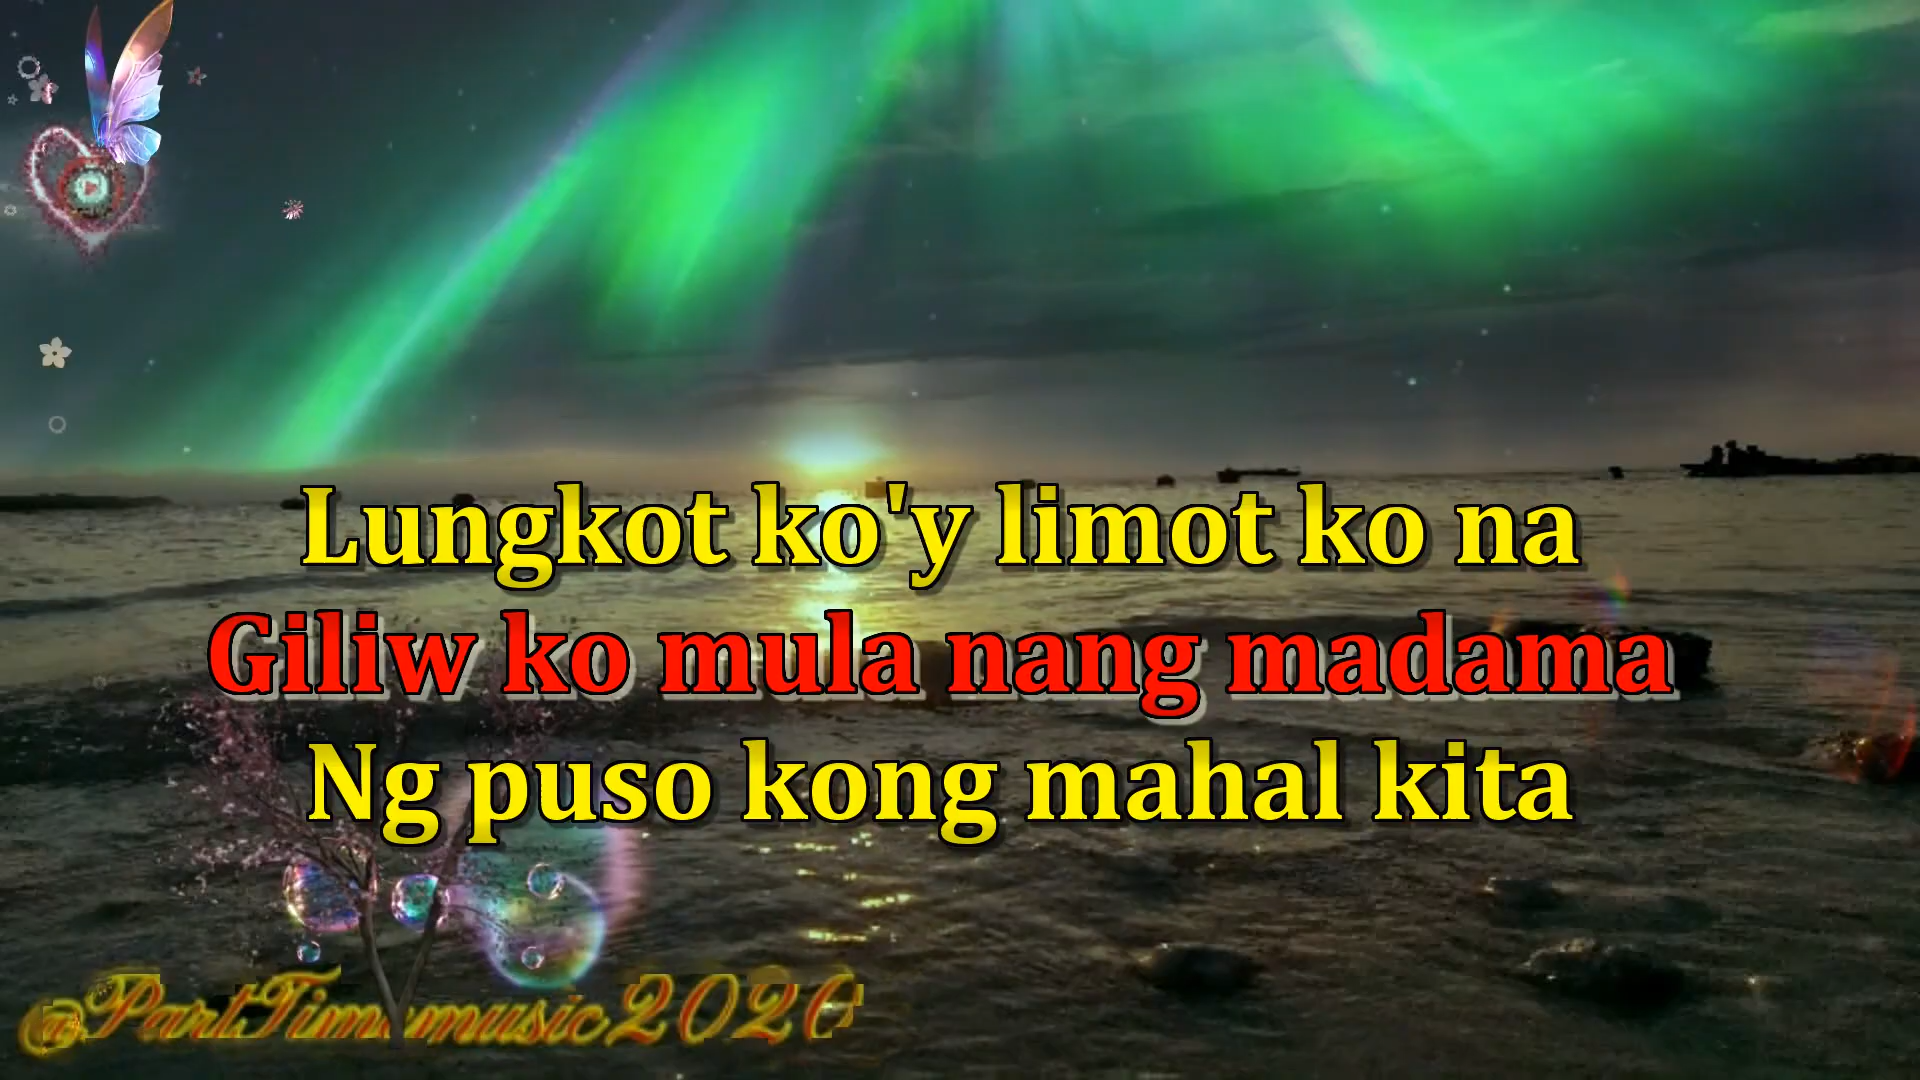 Lungkot ko'y limot ko na
Giliw ko mula nang madama
Ng puso kong mahal kita
@PartTimemusic2020